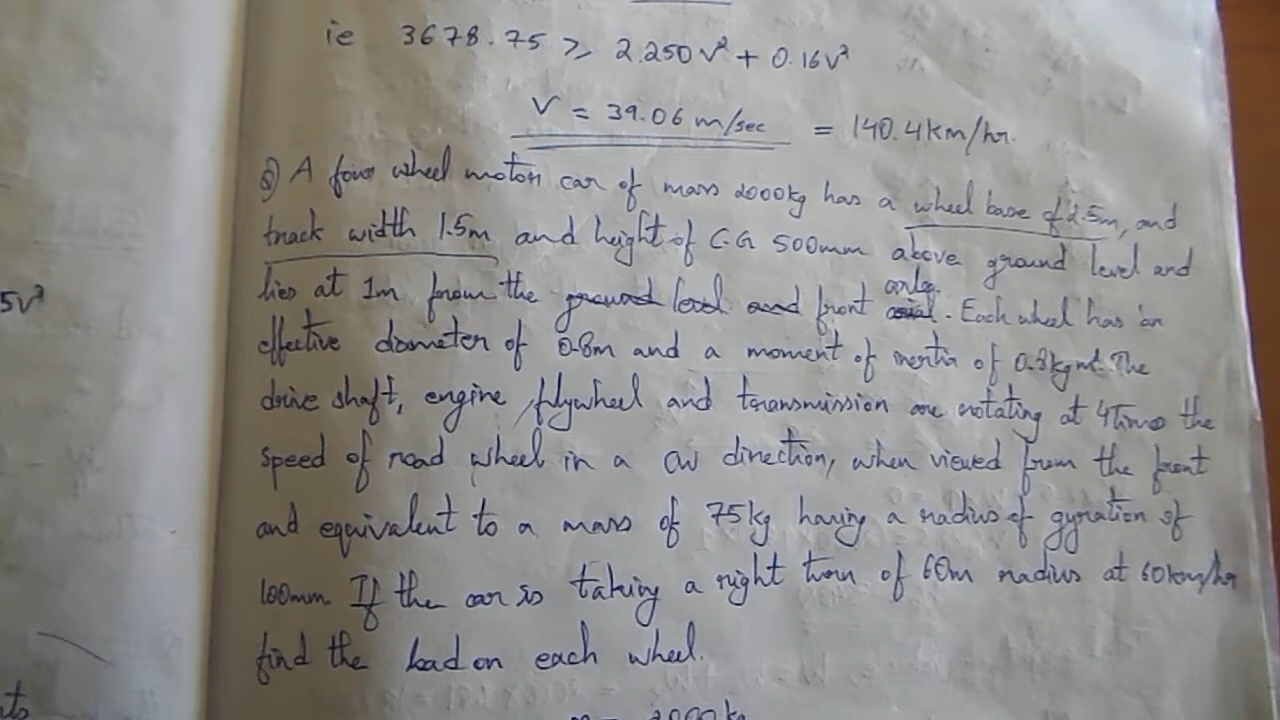 ie 3678.75 ≥ 2.250v² + 0.16v²
V = 39.06 m/sec = 140.4 km/hr.
Q) A four wheel motor car of mass 2000kg has a wheel base of 2.5m, and
track width 1.5m and height of C.G 500mm above ground level and
lies at 1m from the ground level and front axial axle. Each wheel has an
5v²
effective diameter of 0.8m and a moment of inertia of 0.8kgm². The
drive shaft, engine, flywheel and transmission are rotating at 4 times the
speed of road wheel in a CW direction, when viewed from the front
and equivalent to a mass of 75kg having a radius of gyration of
100mm. If the car is taking a right turn of 60m radius at 60km/hr
find the load on each wheel.
nts
m = 2000kg